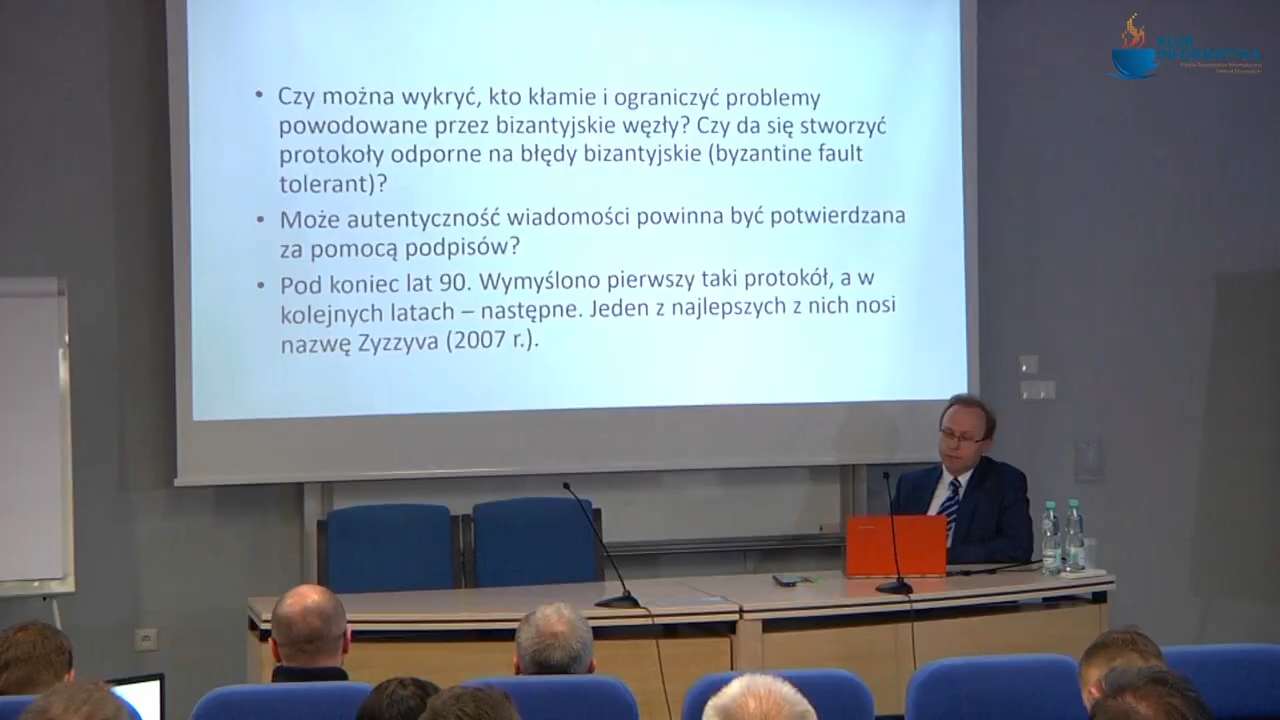 KLUB
INFORMATYKA
• Czy można wykryć, kto kłamie i ograniczyć problemy
powodowane przez bizantyjskie węzły? Czy da się stworzyć
protokoły odporne na błędy bizantyjskie (byzantine fault
tolerant)?
• Może autentyczność wiadomości powinna być potwierdzana
za pomocą podpisów?
• Pod koniec lat 90. Wymyślono pierwszy taki protokół, a w
kolejnych latach – następne. Jeden z najlepszych z nich nosi
nazwę Zyzzyva (2007 r.).